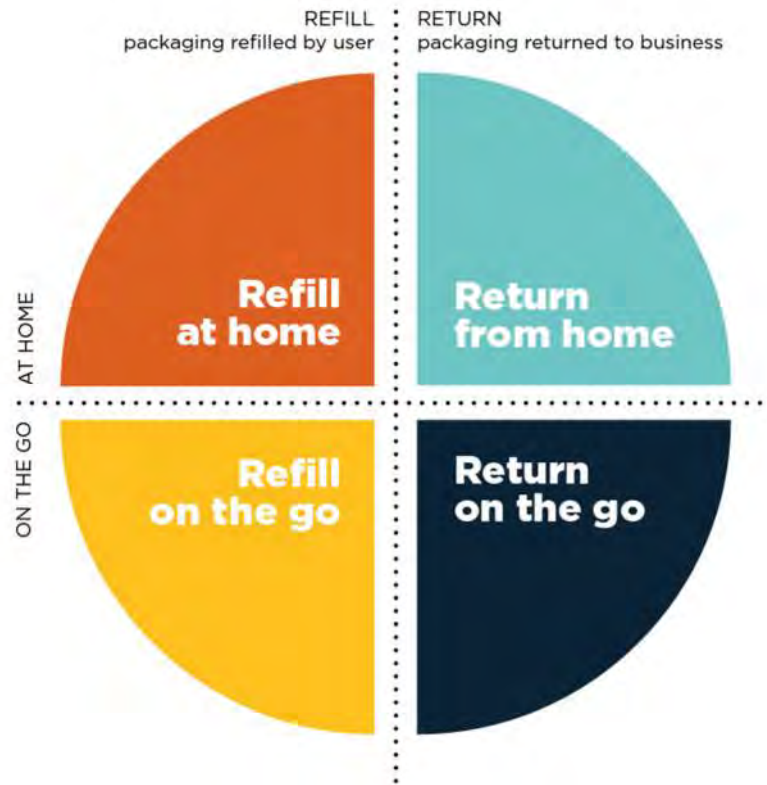 REFILL
packaging refilled by user
RETURN
packaging returned to business
AT HOME
Refill
at home
Return
from home
ON THE GO
Refill
on the go
Return
on the go